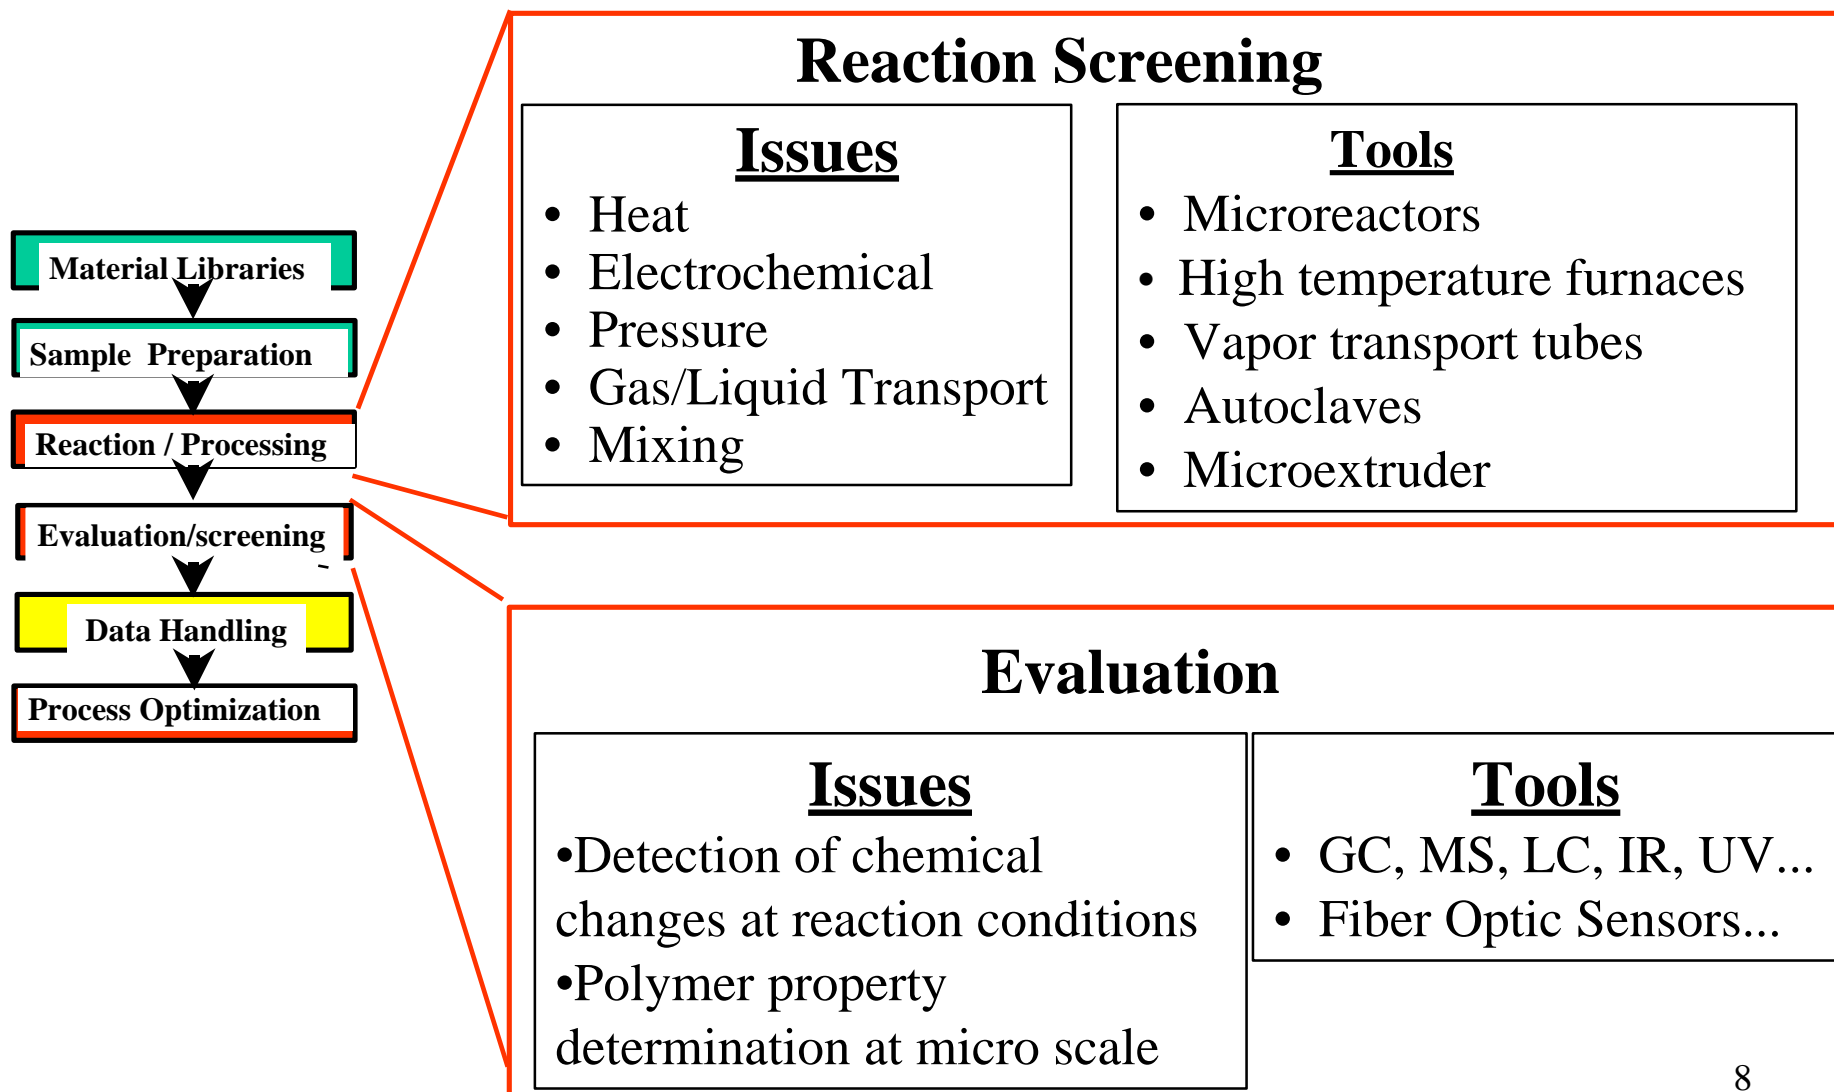 Material Libraries
Sample Preparation
Reaction / Processing
Evaluation/screening
Data Handling
Process Optimization
Reaction Screening
Issues
• Heat
• Electrochemical
• Pressure
• Gas/Liquid Transport
• Mixing
Tools
• Microreactors
• High temperature furnaces
• Vapor transport tubes
• Autoclaves
• Microextruder
Evaluation
Issues
•Detection of chemical
changes at reaction conditions
•Polymer property
determination at micro scale
Tools
• GC, MS, LC, IR, UV...
• Fiber Optic Sensors...
8